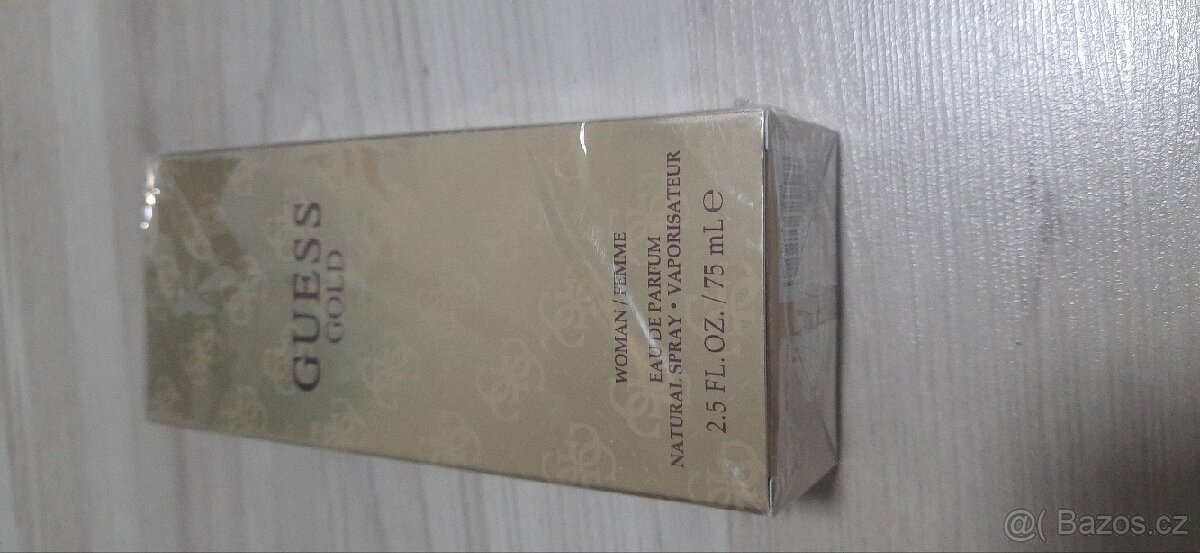 GUESS
GOLD
WOMAN / FEMME
EAU DE PARFUM
NATURAL SPRAY • VAPORISATEUR
2.5 FL. OZ. / 75 mL ℮
@( Bazos.cz